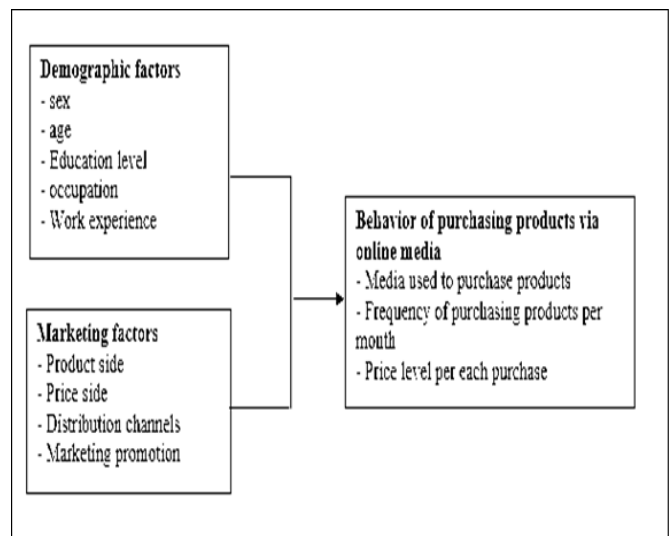 Demographic factors
- sex
- age
- Education level
- occupation
- Work experience
Marketing factors
- Product side
- Price side
- Distribution channels
- Marketing promotion
Behavior of purchasing products via
online media
- Media used to purchase products
- Frequency of purchasing products per
month
- Price level per each purchase